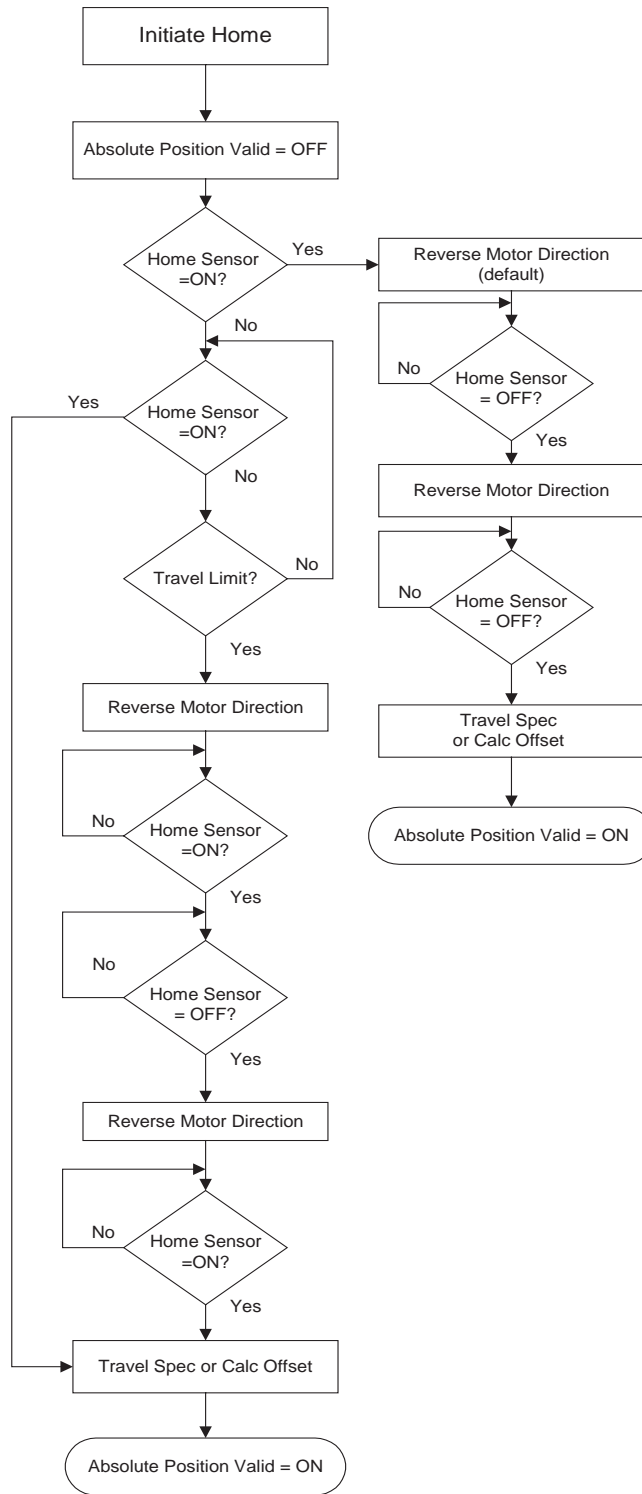 Initiate Home
Absolute Position Valid = OFF
Home Sensor
=ON?
Yes
No
Home Sensor
=ON?
Yes
No
Travel Limit?
No
Yes
Reverse Motor Direction
Home Sensor
=ON?
No
Yes
Home Sensor
= OFF?
No
Yes
Reverse Motor Direction
Home Sensor
=ON?
No
Yes
Travel Spec or Calc Offset
Absolute Position Valid = ON
Reverse Motor Direction
(default)
Home Sensor
= OFF?
No
Yes
Reverse Motor Direction
Home Sensor
= OFF?
No
Yes
Travel Spec
or Calc Offset
Absolute Position Valid = ON